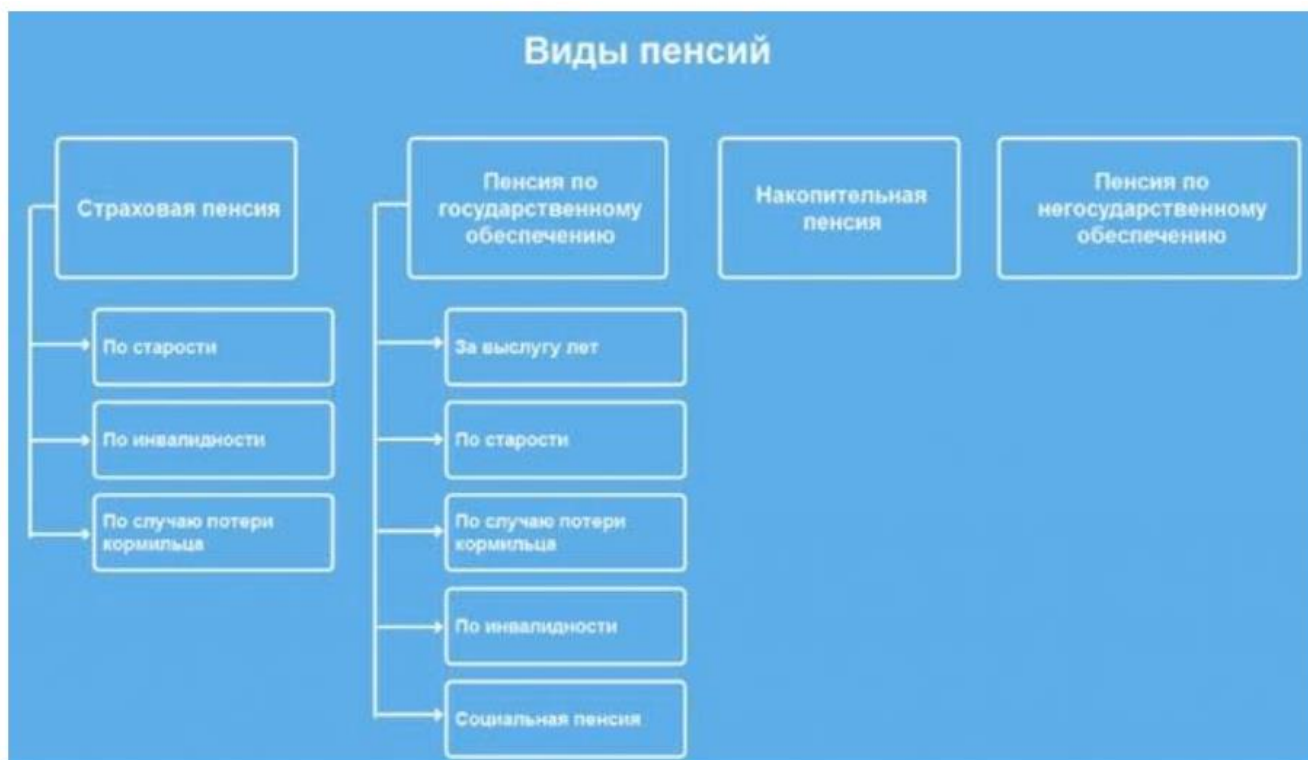 Виды пенсий
Страховая пенсия
По старости
По инвалидности
По случаю потери
кормильца
Пенсия по
государственному
обеспечению
За выслугу лет
По старости
По случаю потери
кормильца
По инвалидности
Социальная пенсия
Накопительная
пенсия
Пенсия по
негосударственному
обеспечению